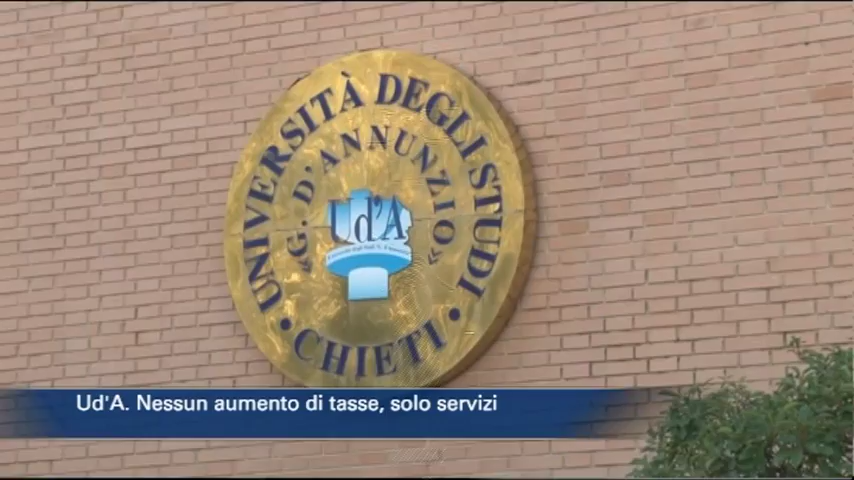 UNIVERSITÀ DEGLI STUDI
«G. D'ANNUNZIO»
Ud'A
• CHIETI •
Ud'A. Nessun aumento di tasse, solo servizi